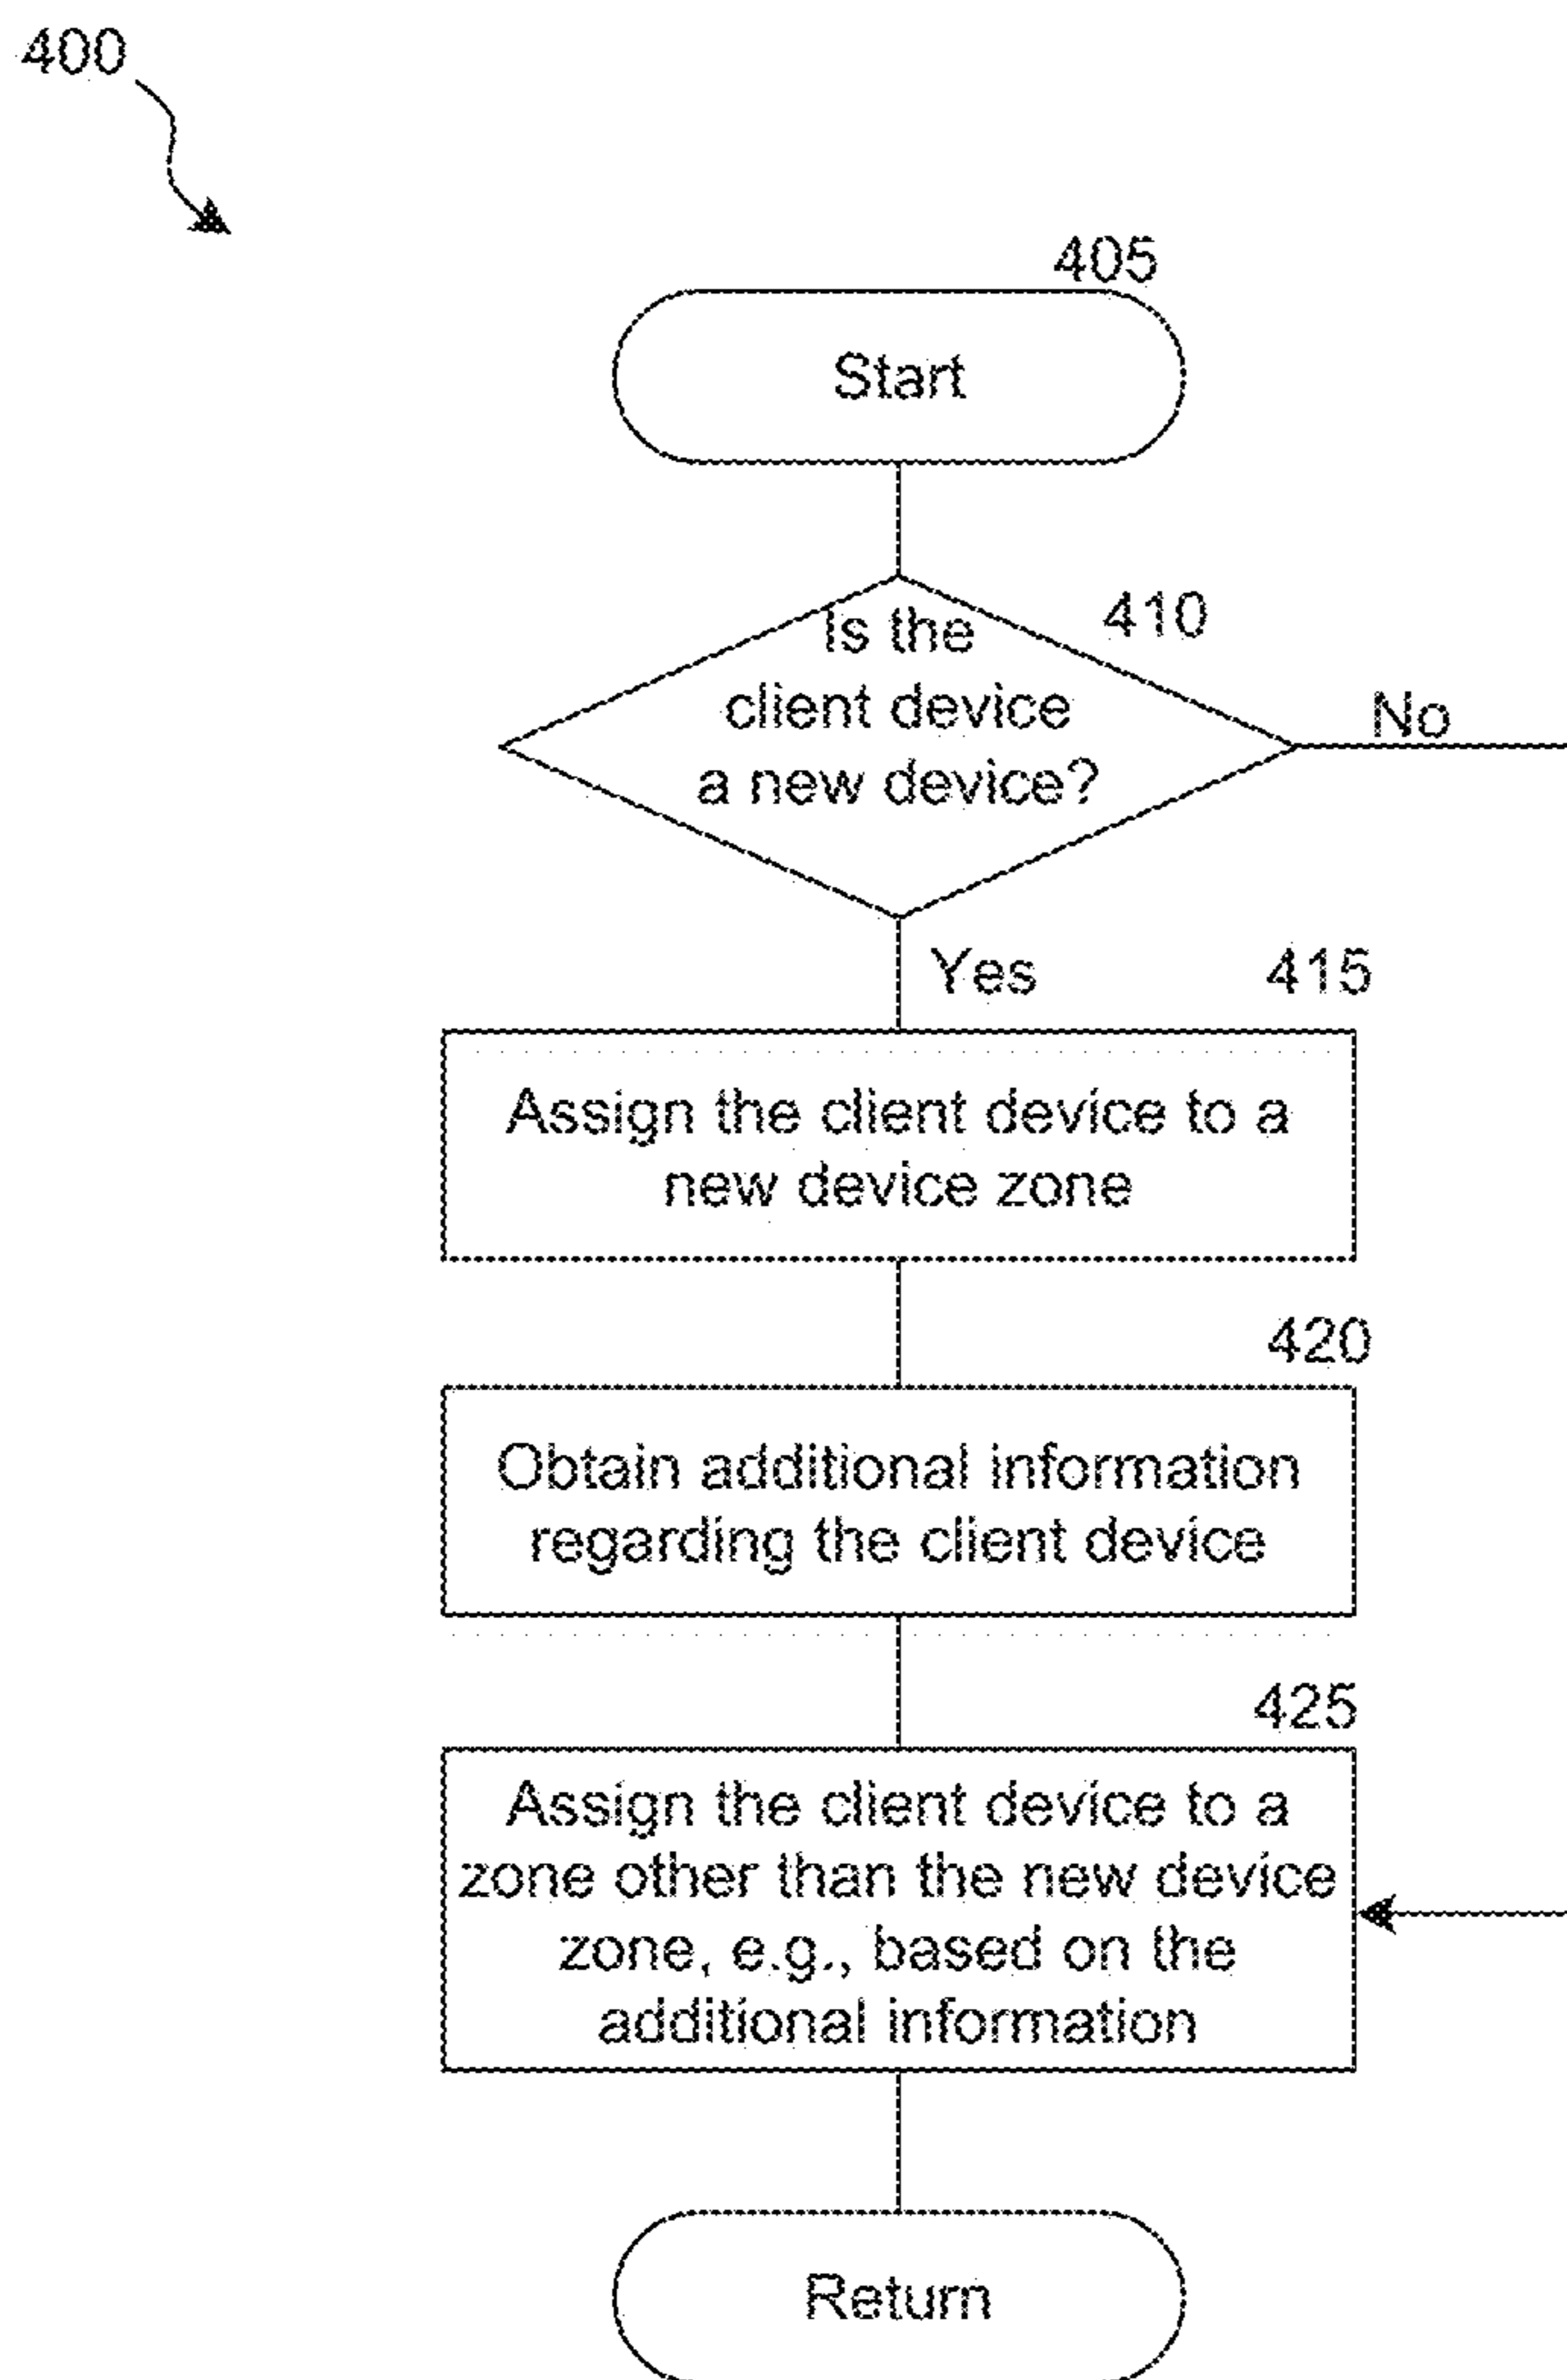 400
405
Start
410
Is the
client device
a new device?
No
Yes
415
Assign the client device to a
new device zone
420
Obtain additional information
regarding the client device
425
Assign the client device to a
zone other than the new device
zone, e.g., based on the
additional information
Return